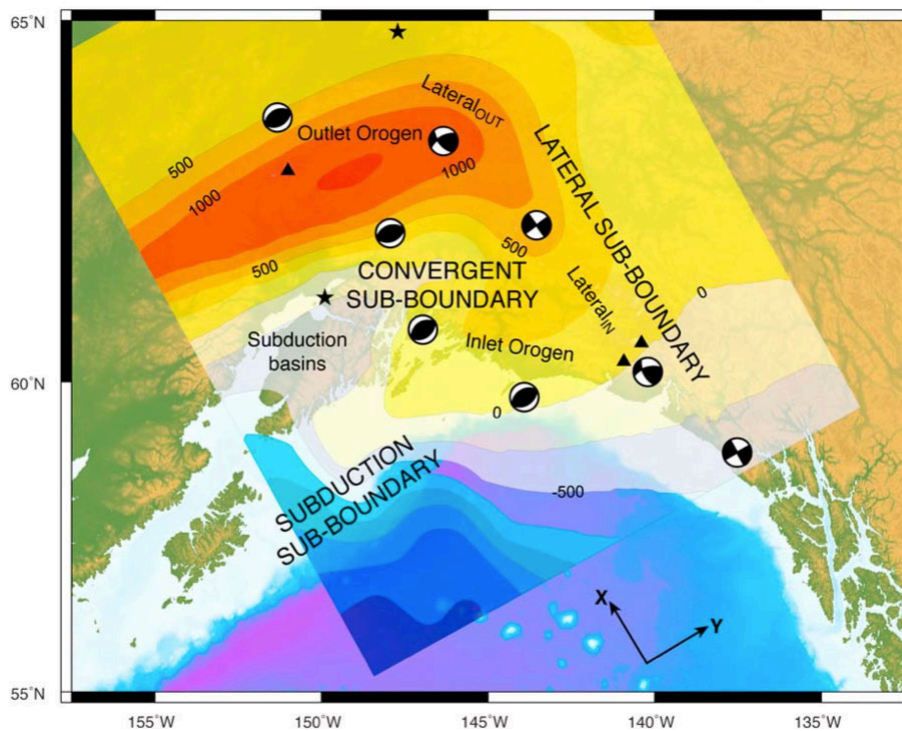 65°N
Lateral OUT
Outlet Orogen
500
1000
1000
LATERAL SUB-BOUNDARY
500
500
CONVERGENT
SUB-BOUNDARY
Lateral IN
0
Subduction
basins
Inlet Orogen
60°N
0
SUBDUCTION
SUB-BOUNDARY
-500
X
Y
55°N
155°W
150°W
145°W
140°W
135°W